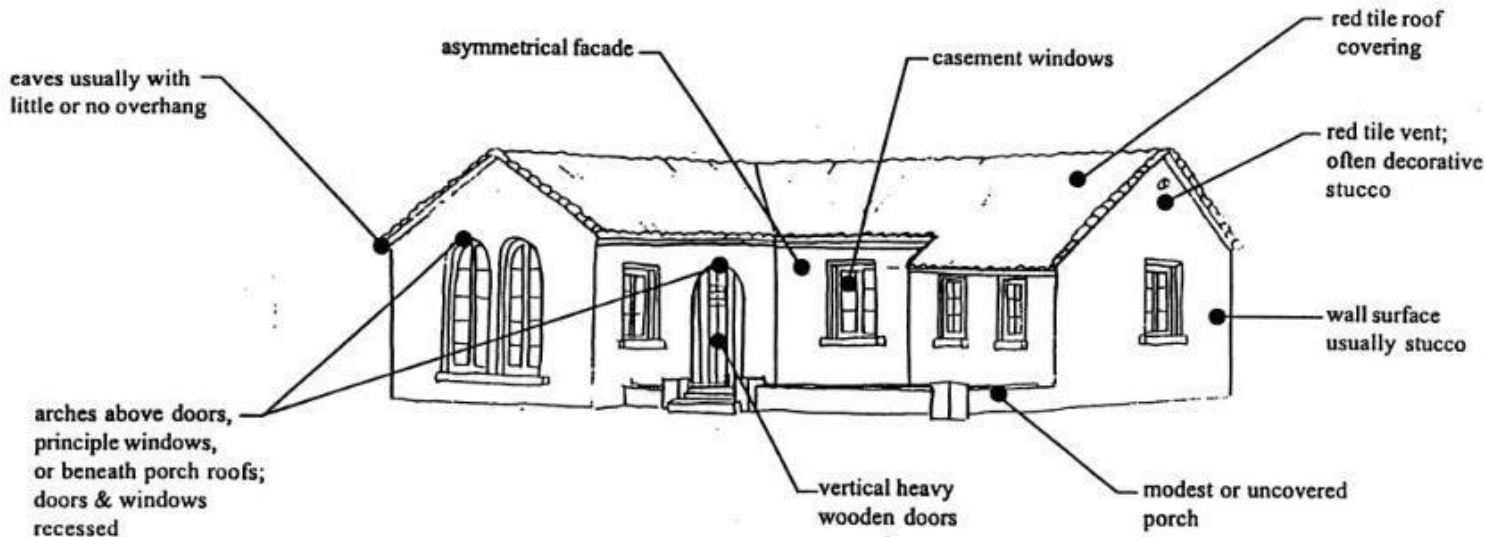 asymmetrical facade
red tile roof
covering
casement windows
eaves usually with
little or no overhang
red tile vent;
often decorative
stucco
wall surface
usually stucco
arches above doors,
principle windows,
or beneath porch roofs;
doors & windows
recessed
vertical heavy
wooden doors
modest or uncovered
porch